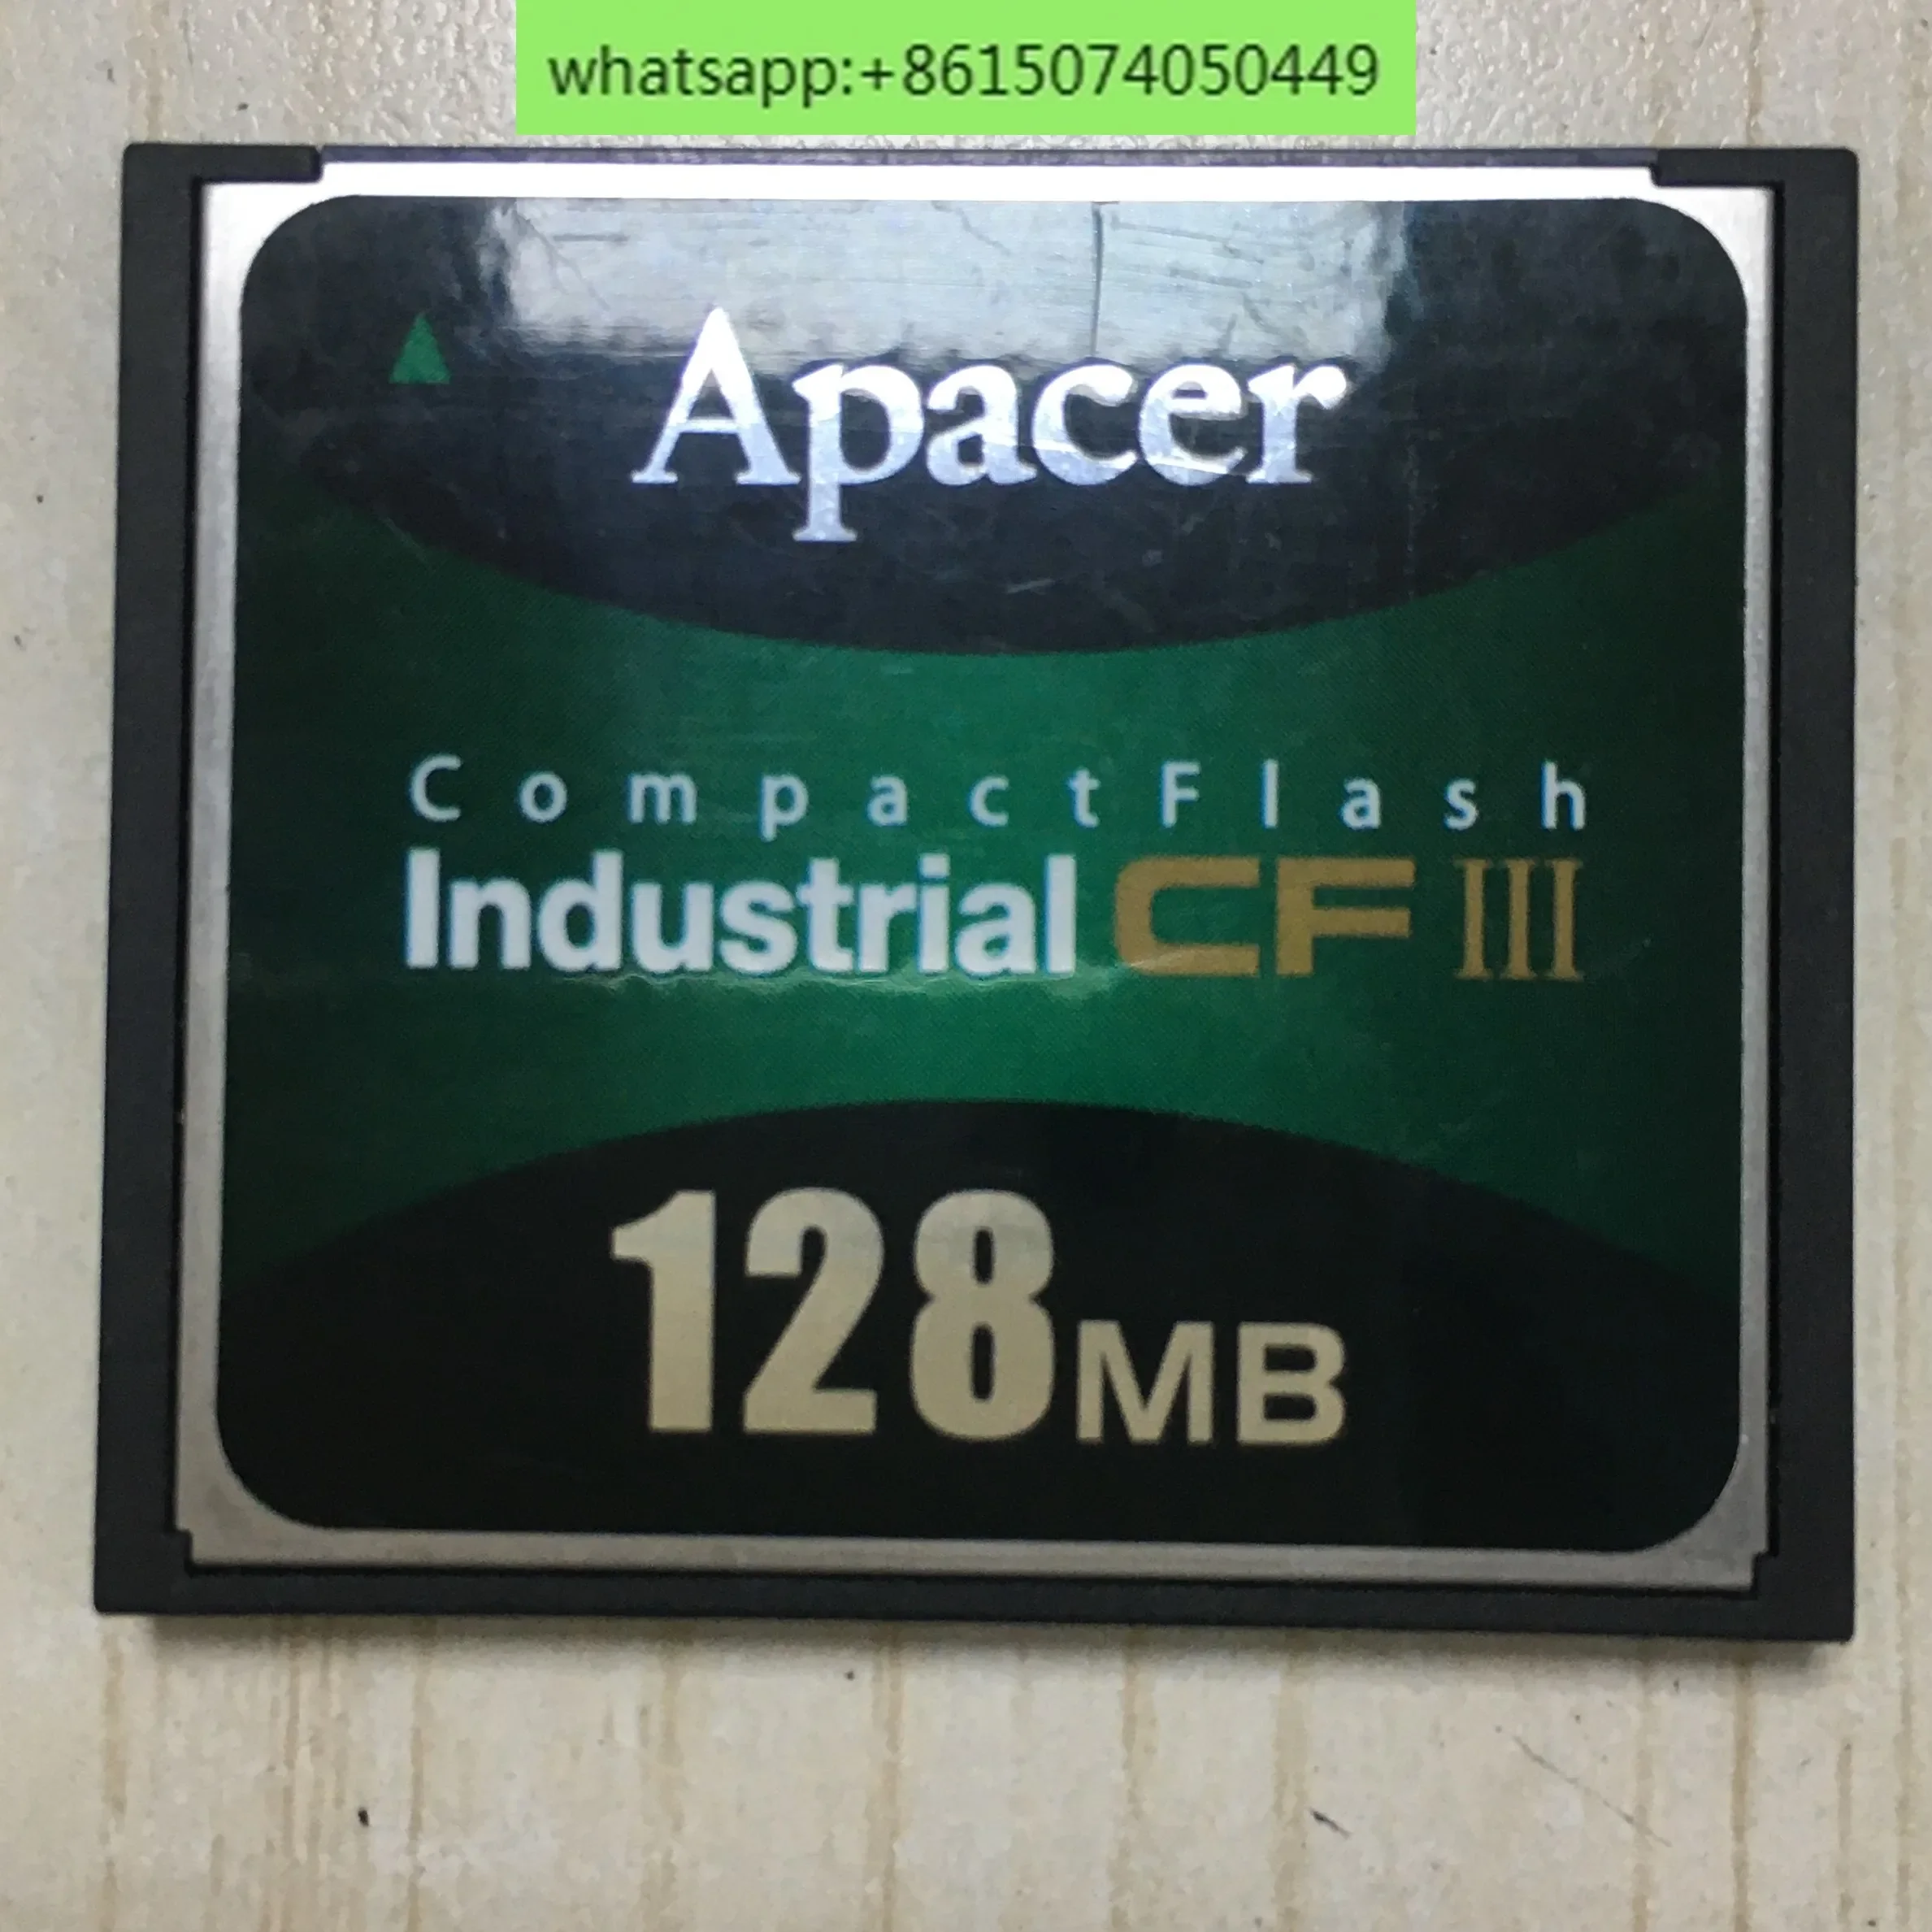 whatsapp:+8615074050449
Apacer
CompactFlash
Industrial CF III
128MB